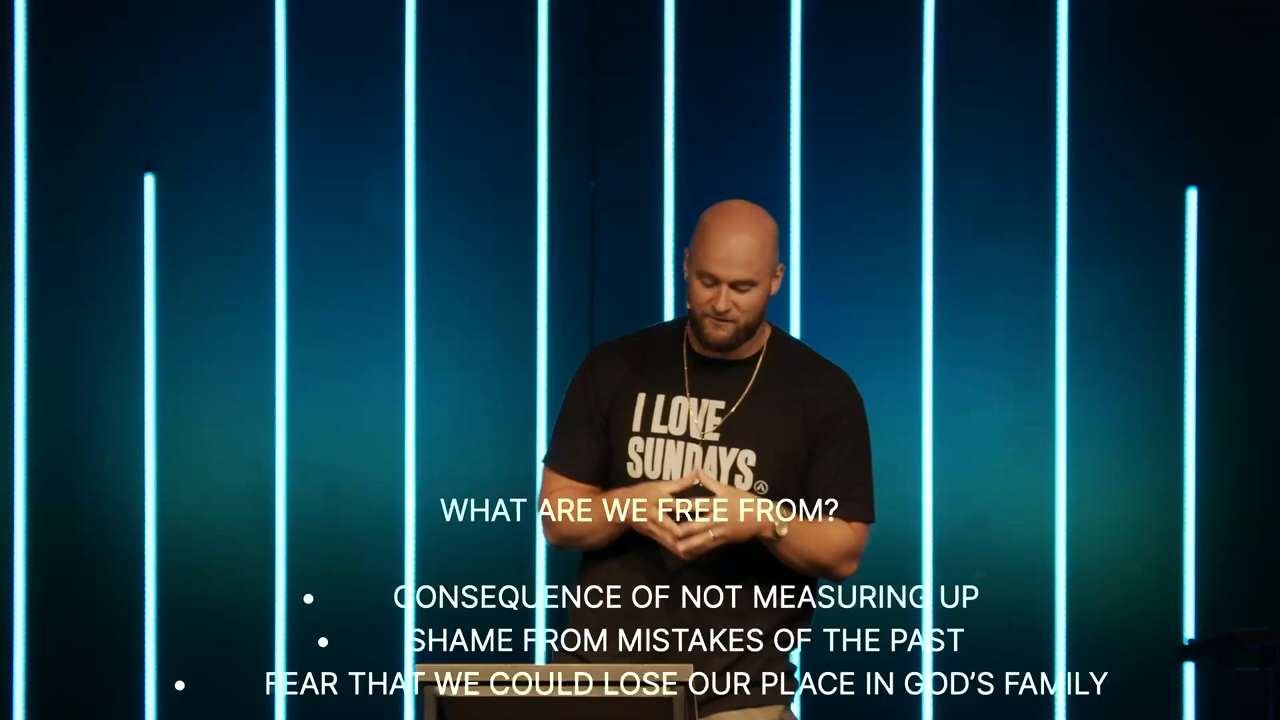 I LOVE
SUNDAYS
WHAT ARE WE FREE FROM?
• CONSEQUENCE OF NOT MEASURING UP
• SHAME FROM MISTAKES OF THE PAST
• FEAR THAT WE COULD LOSE OUR PLACE IN GOD’S FAMILY